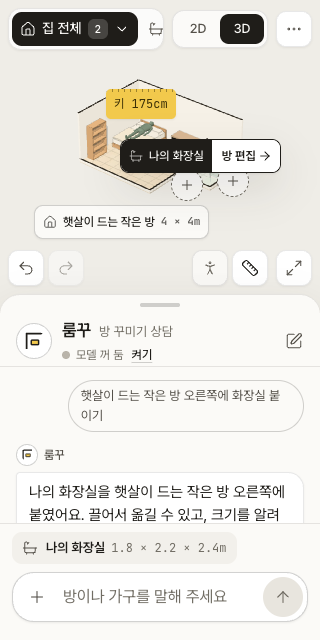 집 전체 2
2D 3D
키 175cm
나의 화장실 방 편집 →
햇살이 드는 작은 방 4 × 4m
룸꾸 방 꾸미기 상담
모델 꺼 둠 켜기
햇살이 드는 작은 방 오른쪽에 화장실 붙
이기
룸꾸
나의 화장실을 햇살이 드는 작은 방 오른쪽에
붙였어요. 끌어서 옮길 수 있고, 크기를 알려
나의 화장실 1.8 × 2.2 × 2.4m
방이나 가구를 말해 주세요